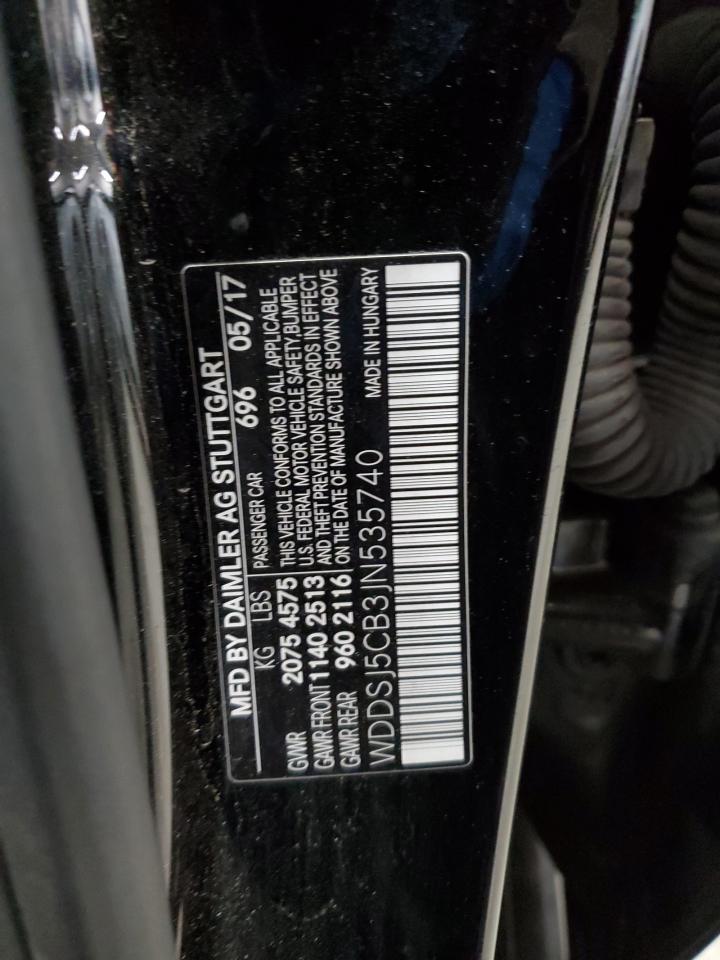 MFD BY DAIMLER AG STUTTGART
KG LBS PASSENGER CAR 696 05/17
GVWR 2075 4575 THIS VEHICLE CONFORMS TO ALL APPLICABLE
U.S. FEDERAL MOTOR VEHICLE SAFETY,BUMPER
GAWR FRONT 1140 2513 AND THEFT PREVENTION STANDARDS IN EFFECT
GAWR REAR 960 2116 ON THE DATE OF MANUFACTURE SHOWN ABOVE
WDDSJ5CB3JN535740 MADE IN HUNGARY